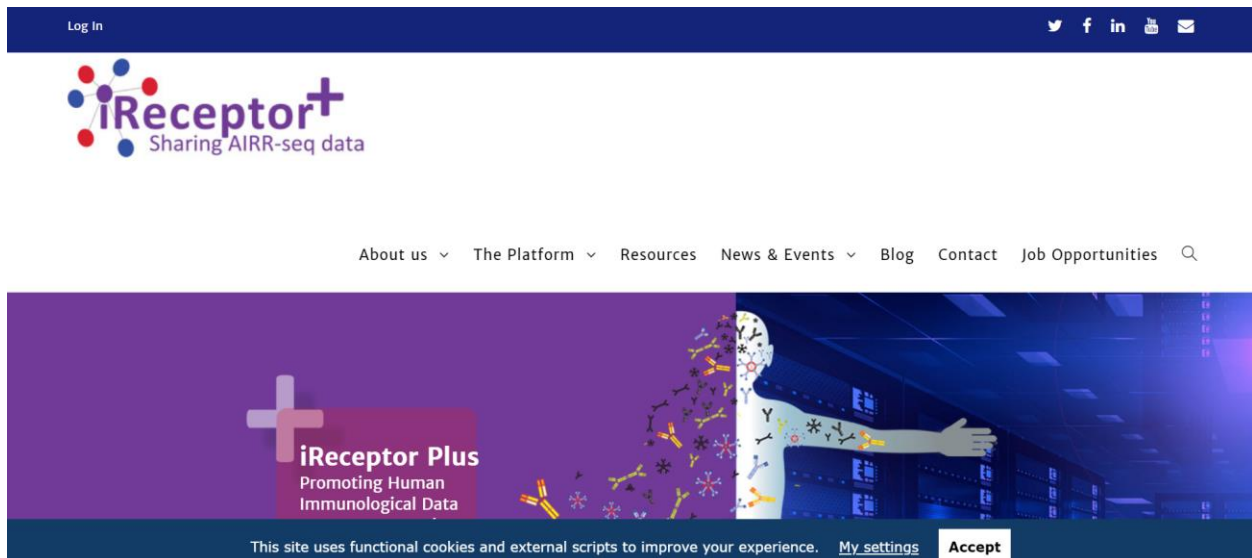 Log In
iReceptor+
Sharing AIRR-seq data
About us The Platform Resources News & Events Blog Contact Job Opportunities
iReceptor Plus
Promoting Human
Immunological Data
This site uses functional cookies and external scripts to improve your experience. My settings Accept